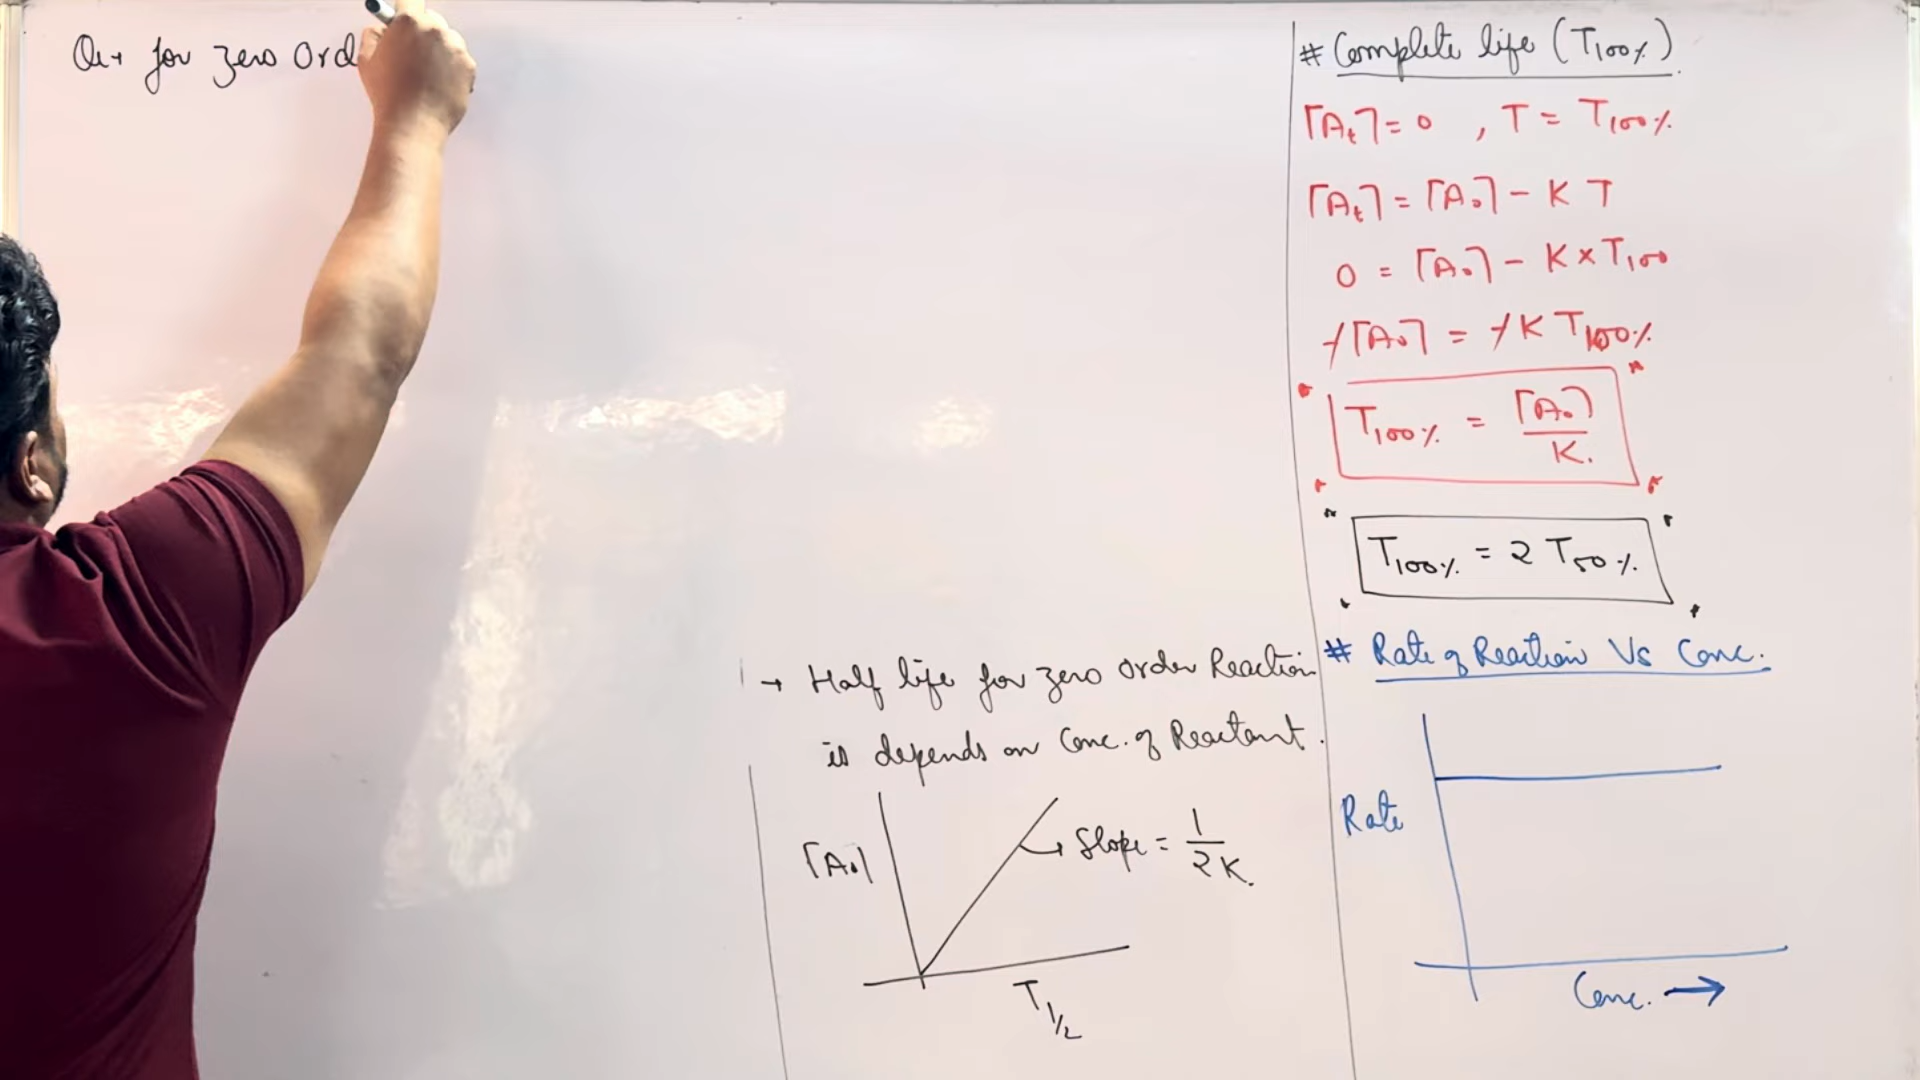 Que for zero Ord
→ Half life for zero order Reaction
is depends on Conc. of Reactant.
[A₀]
Slope = 1/2K.
T1/2
# Complete life (T100%)
[At] = 0 , T = T100%
[At] = [A₀] - K T
0 = [A₀] - K x T100
-[A₀] = -K T100%
T100% = [A₀]/K.
T100% = 2 T50%
# Rate of Reaction Vs Conc.
Rate
Conc. →